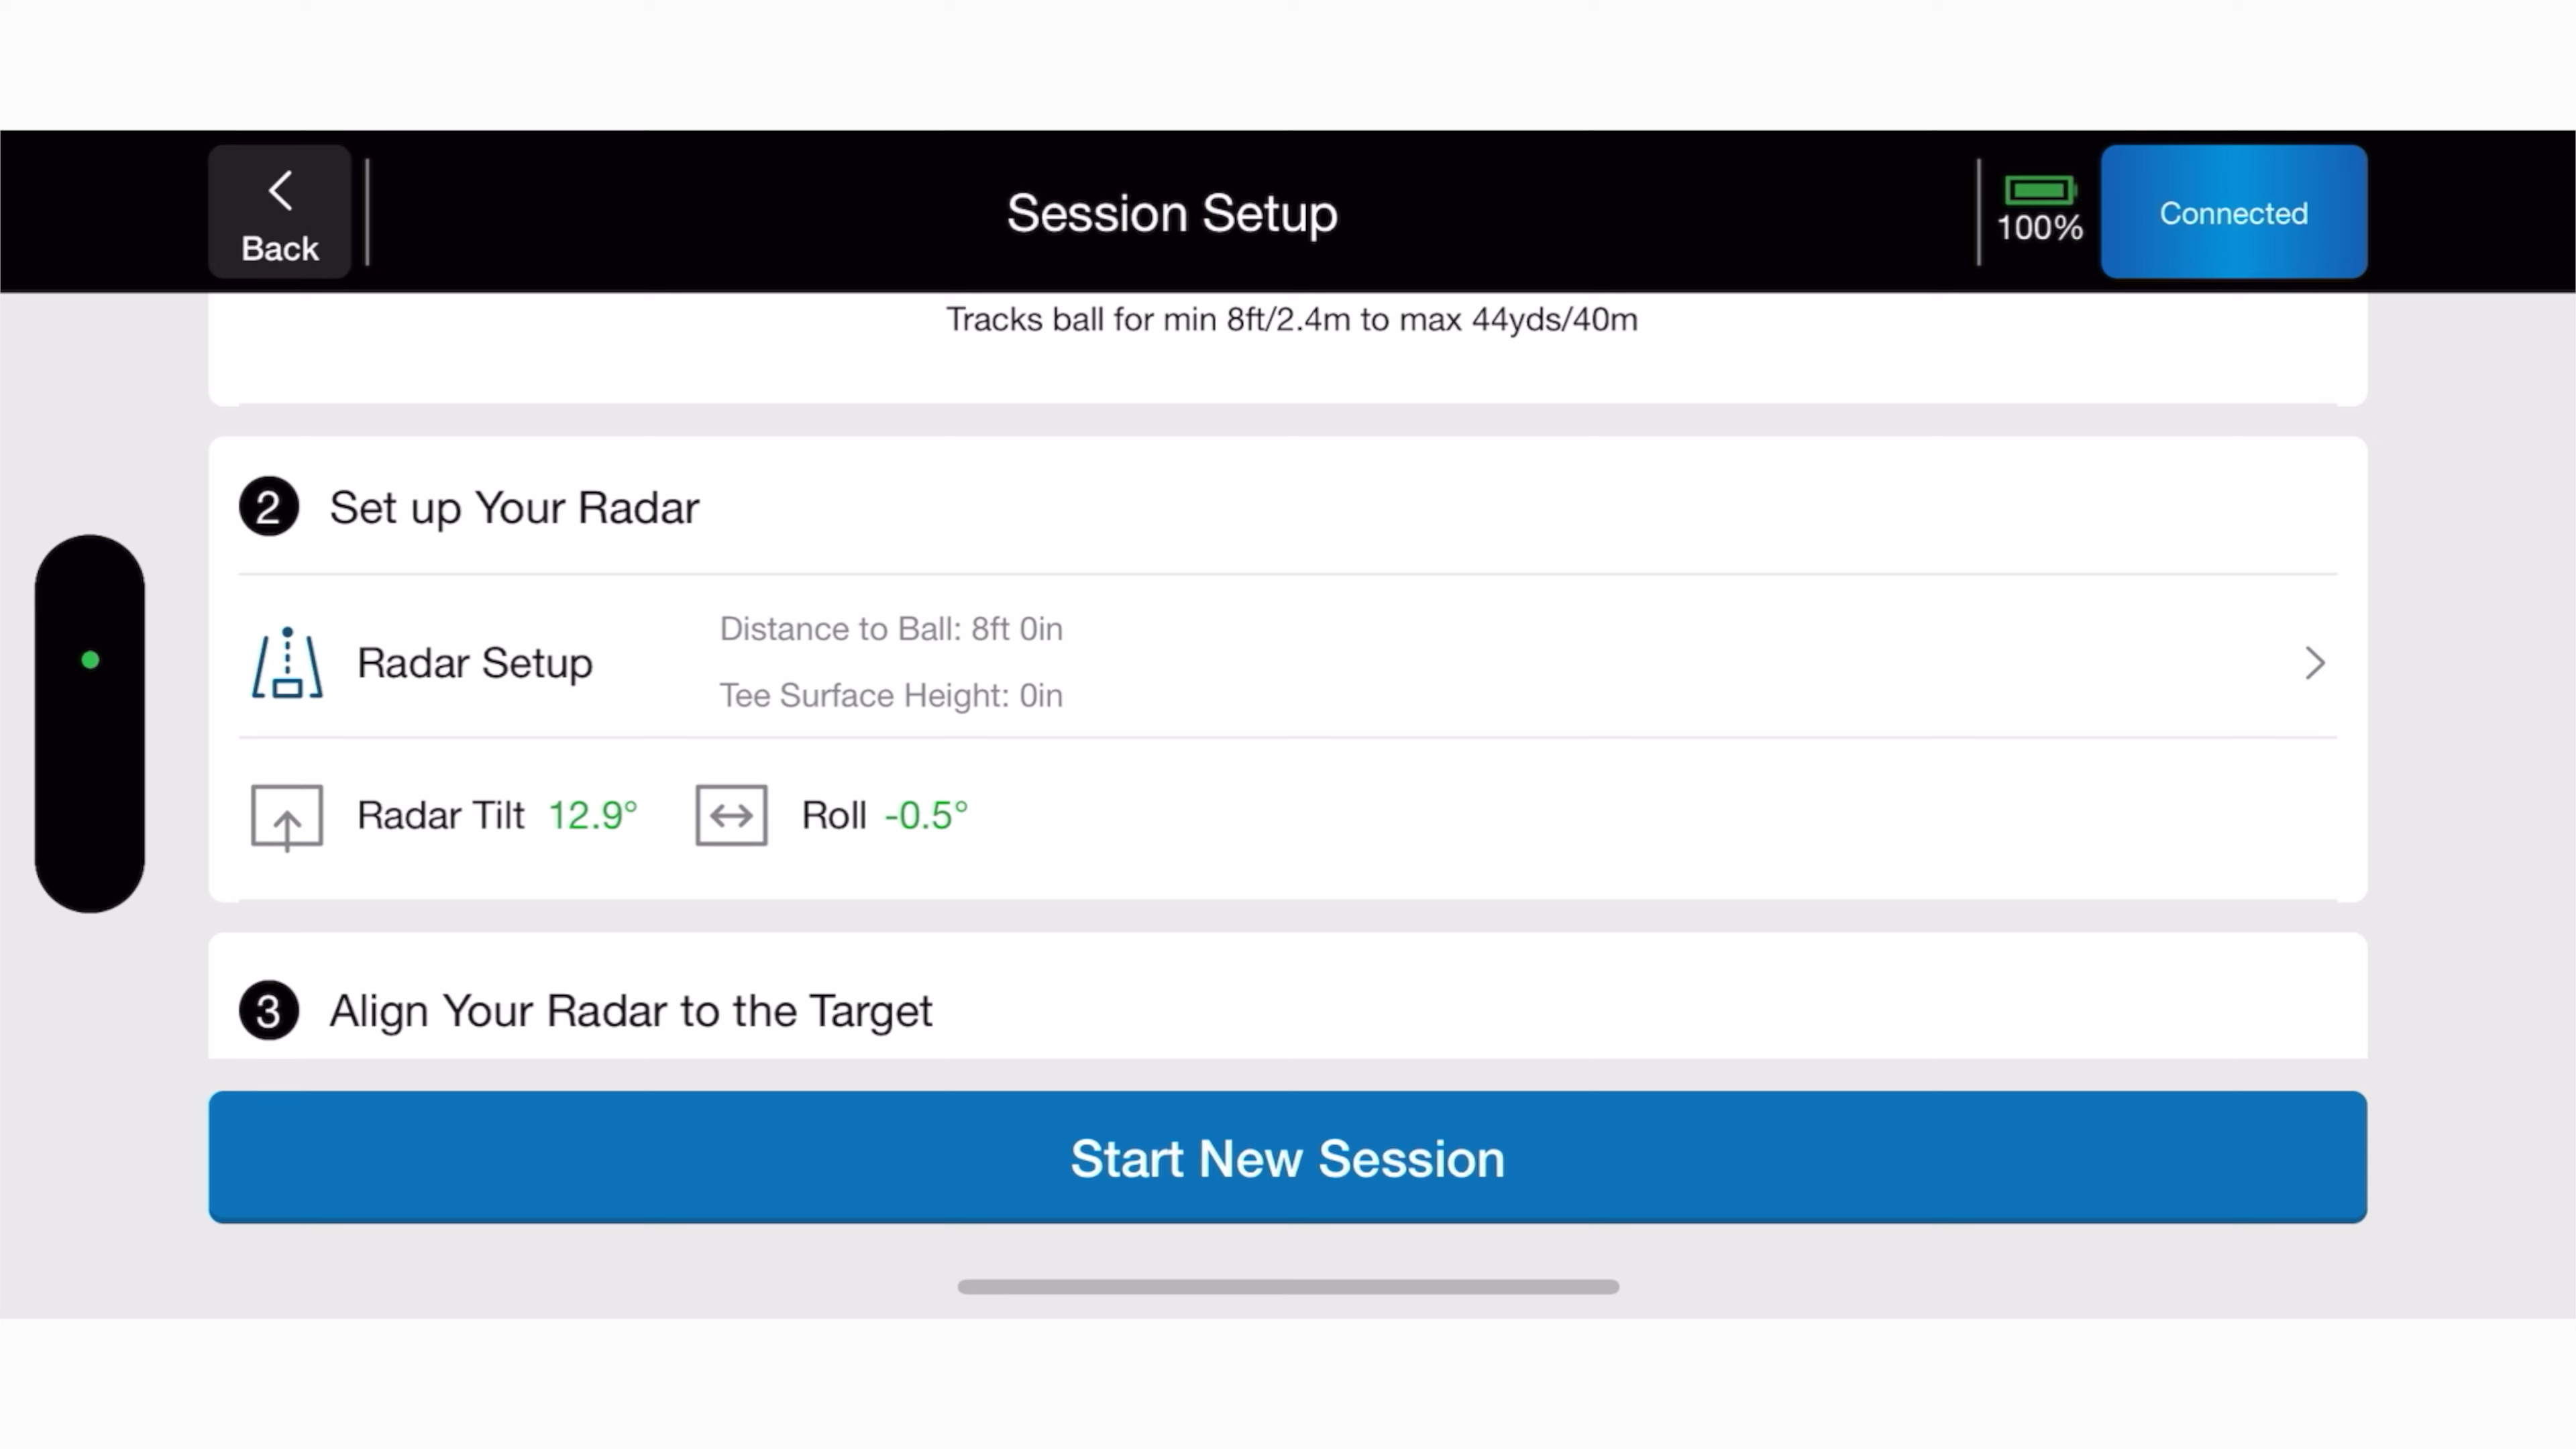 Back
Session Setup
100%
Connected
Tracks ball for min 8ft/2.4m to max 44yds/40m
2 Set up Your Radar
Radar Setup
Distance to Ball: 8ft 0in
Tee Surface Height: 0in
Radar Tilt 12.9° Roll -0.5°
3 Align Your Radar to the Target
Start New Session